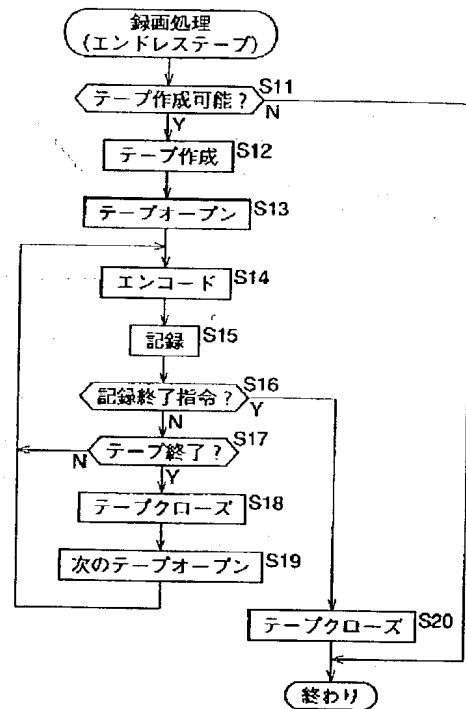 録画処理
(エンドレステープ)
テープ作成可能?
S11
N
Y
テープ作成
S12
テープオープン
S13
エンコード
S14
記録
S15
記録終了指令?
S16
Y
N
テープ終了?
S17
N
Y
テープクローズ
S18
次のテープオープン
S19
テープクローズ
S20
終わり